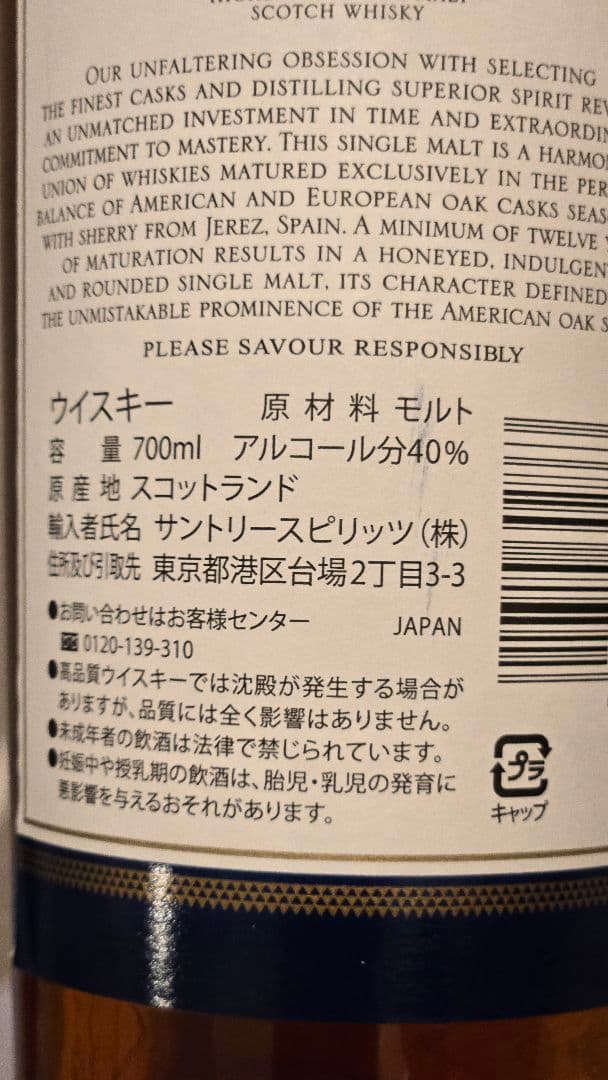 SCOTCH WHISKY
OUR UNFALTERING OBSESSION WITH SELECTING
THE FINEST CASKS AND DISTILLING SUPERIOR SPIRIT REV
AN UNMATCHED INVESTMENT IN TIME AND EXTRAORDIN
COMMITMENT TO MASTERY. THIS SINGLE MALT IS A HARMO
UNION OF WHISKIES MATURED EXCLUSIVELY IN THE PER
BALANCE OF AMERICAN AND EUROPEAN OAK CASKS SEAS
WITH SHERRY FROM JEREZ, SPAIN. A MINIMUM OF TWELVE
OF MATURATION RESULTS IN A HONEYED, INDULGENT
AND ROUNDED SINGLE MALT, ITS CHARACTER DEFINED
THE UNMISTAKABLE PROMINENCE OF THE AMERICAN OAK S
PLEASE SAVOUR RESPONSIBLY
ウイスキー 原材料 モルト
容量 700ml アルコール分40%
原産地 スコットランド
輸入者氏名 サントリースピリッツ(株)
住所及び引取先 東京都港区台場2丁目3-3
●お問い合わせはお客様センター JAPAN
0120-139-310
●高品質ウイスキーでは沈殿が発生する場合が
ありますが、品質には全く影響はありません。
●未成年者の飲酒は法律で禁じられています。
●妊娠中や授乳期の飲酒は、胎児・乳児の発育に
悪影響を与えるおそれがあります。
プラ
キャップ